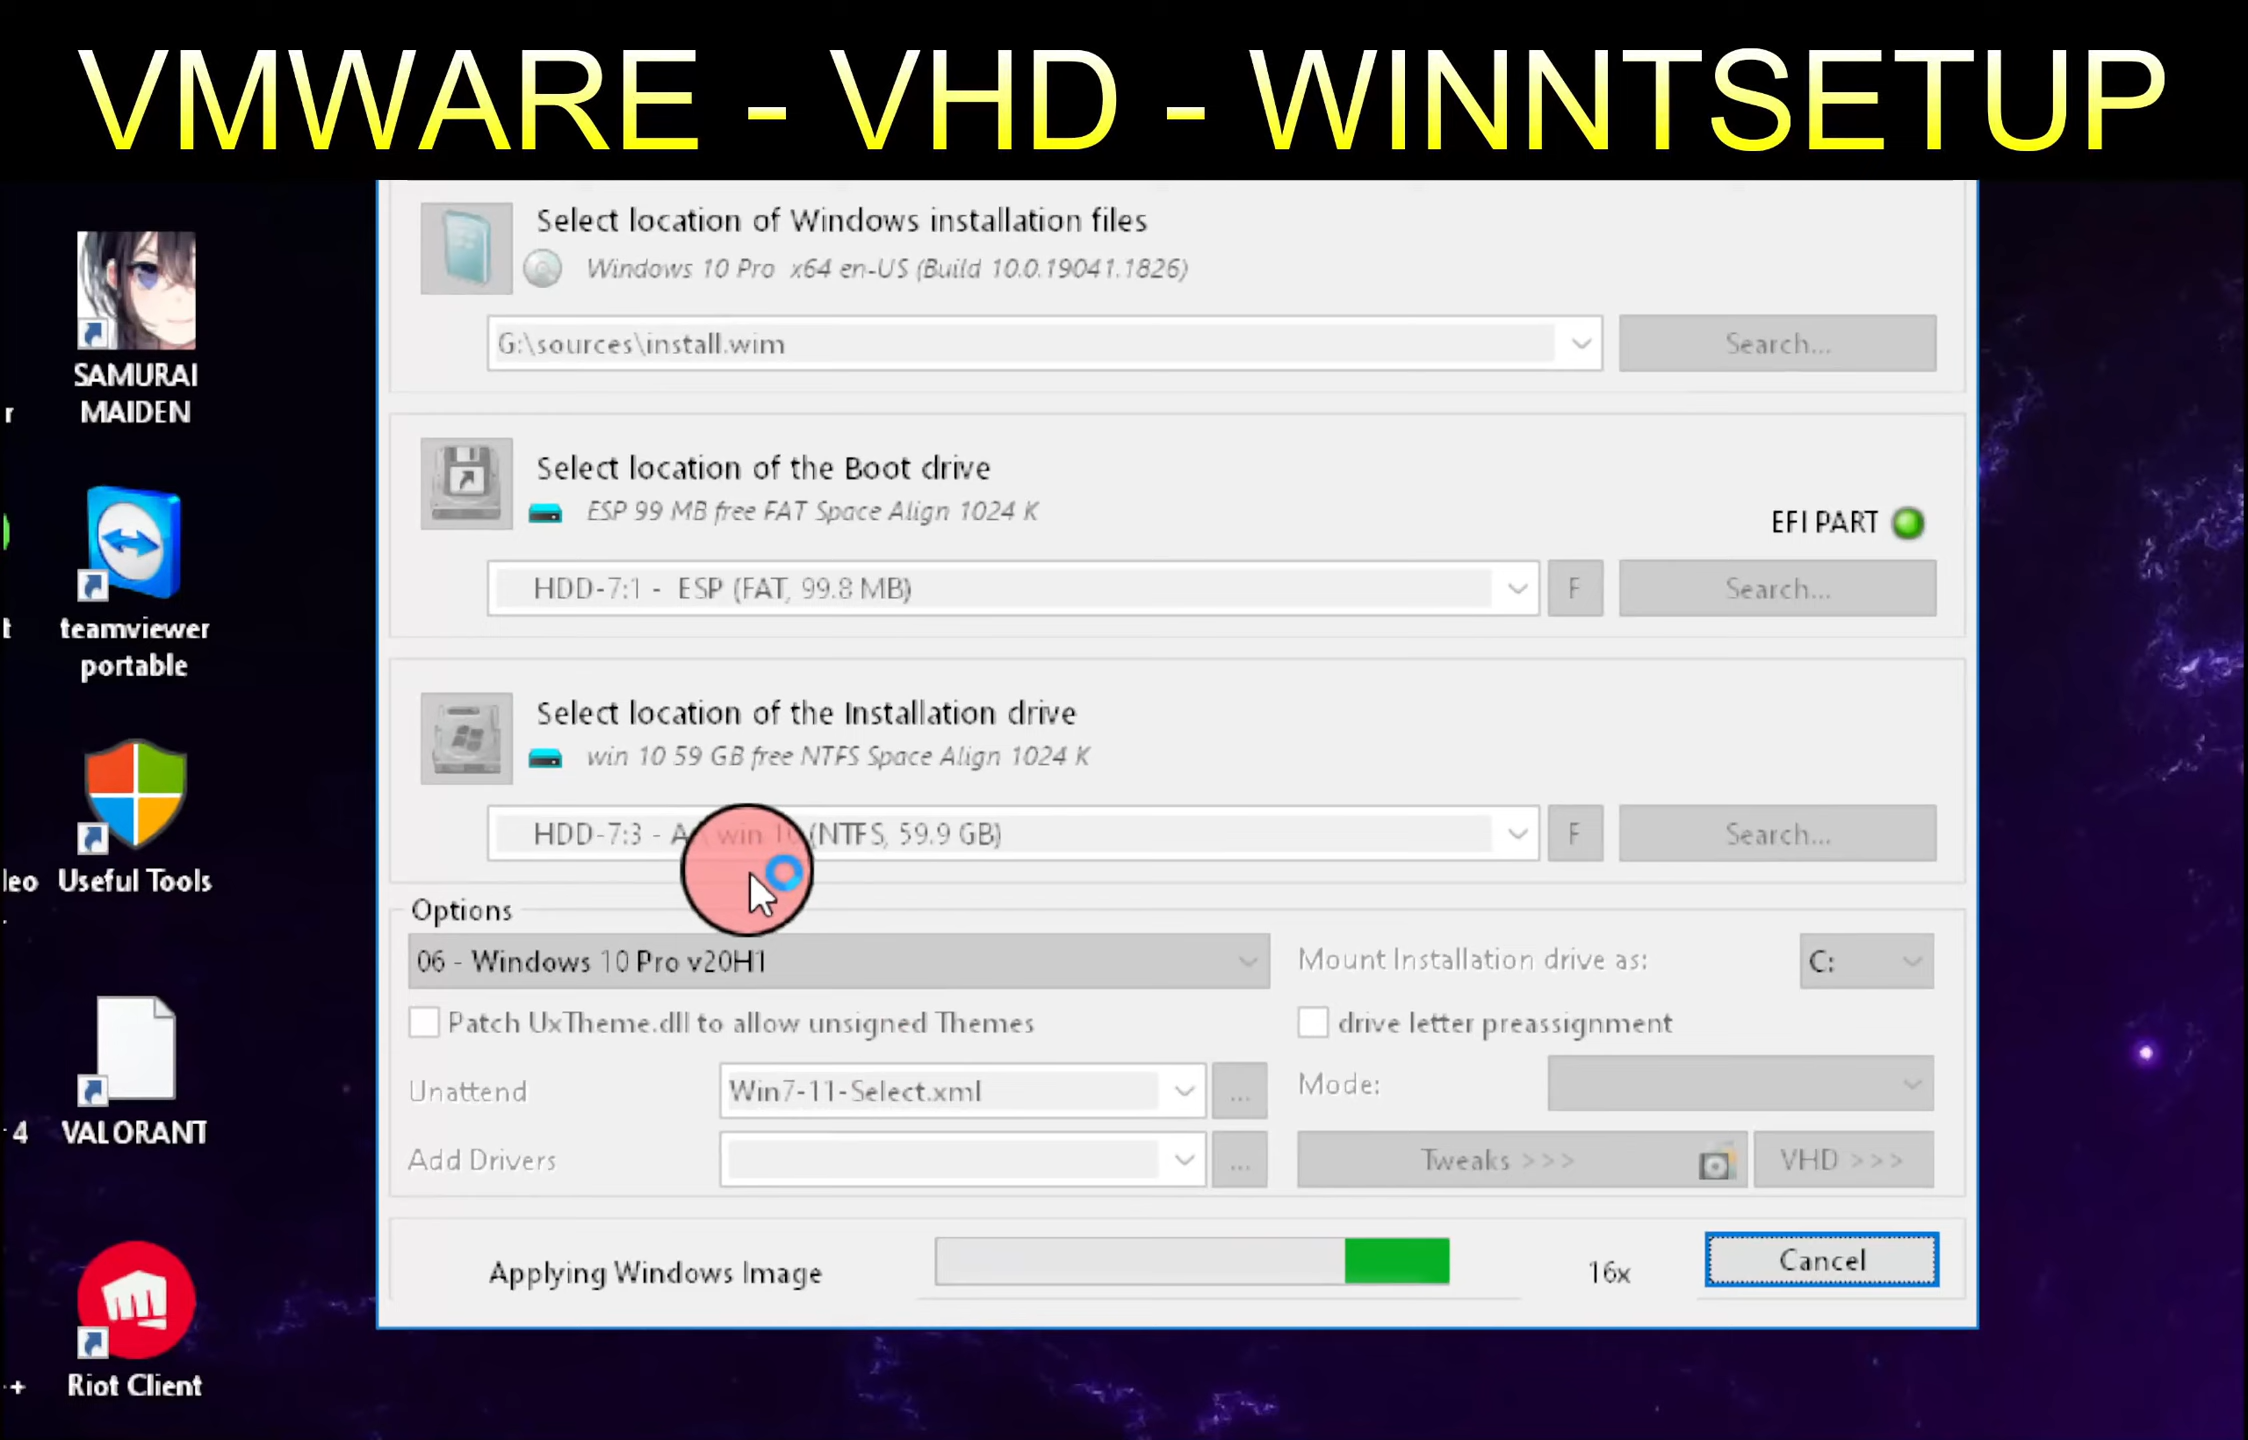 VMWARE - VHD - WINNTSETUP
Select location of Windows installation files
Windows 10 Pro x64 en-US (Build 10.0.19041.1826)
G:\sources\install.wim
Search...
Select location of the Boot drive
ESP 99 MB free FAT Space Align 1024 K
EFI PART
HDD-7:1 - ESP (FAT, 99.8 MB)
F
Search...
Select location of the Installation drive
win 10 59 GB free NTFS Space Align 1024 K
HDD-7:3 - A:\ win 10 (NTFS, 59.9 GB)
F
Search...
Options
06 - Windows 10 Pro v20H1
Mount Installation drive as:
C:
Patch UxTheme.dll to allow unsigned Themes
drive letter preassignment
Unattend
Win7-11-Select.xml
...
Mode:
Add Drivers
...
Tweaks >>>
VHD >>>
Applying Windows Image
16x
Cancel
SAMURAI
MAIDEN
r
teamviewer
portable
t
Useful Tools
leo
VALORANT
4
Riot Client
+